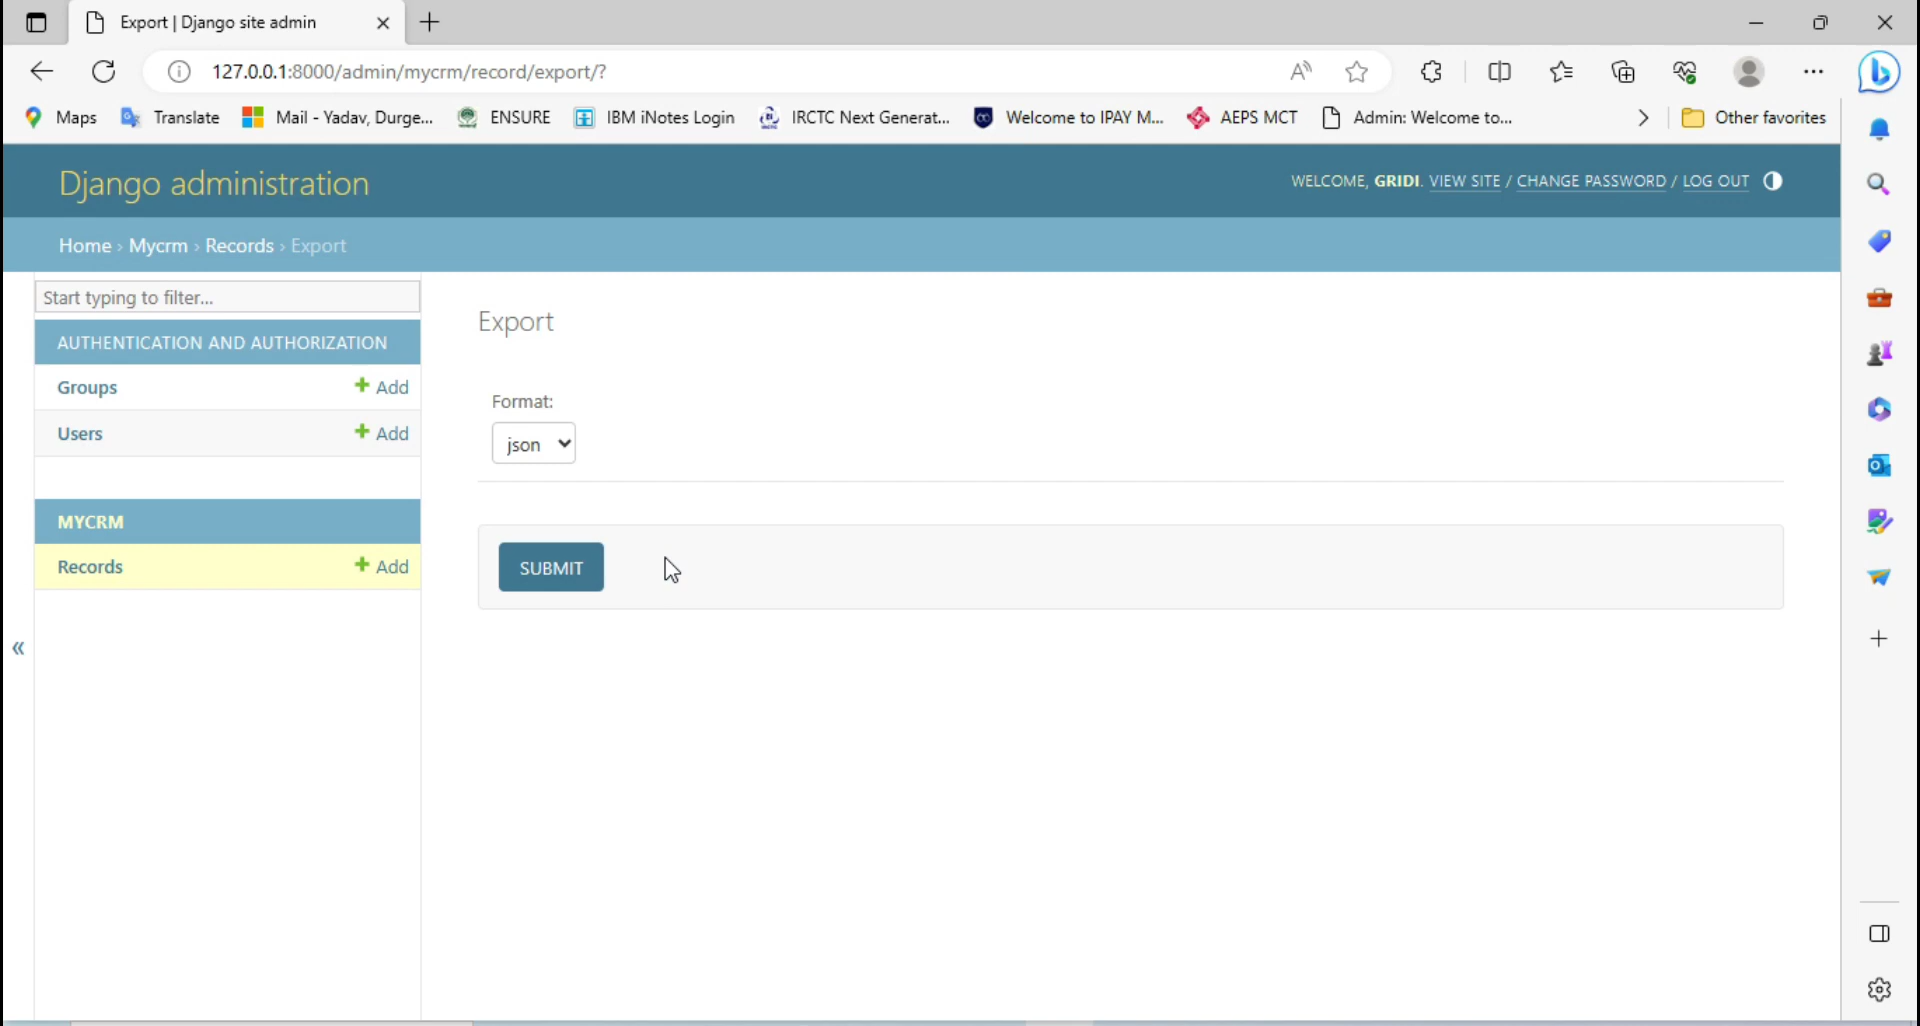 Export | Django site admin
127.0.0.1:8000/admin/mycrm/record/export/?
Maps Translate Mail - Yadav, Durge... ENSURE IBM iNotes Login IRCTC Next Generat... Welcome to IPAY M... AEPS MCT Admin: Welcome to... Other favorites
Django administration
WELCOME, GRIDI. VIEW SITE / CHANGE PASSWORD / LOG OUT
Home › Mycrm › Records › Export
Start typing to filter...
AUTHENTICATION AND AUTHORIZATION
Groups + Add
Users + Add
MYCRM
Records + Add
Export
Format:
json
SUBMIT